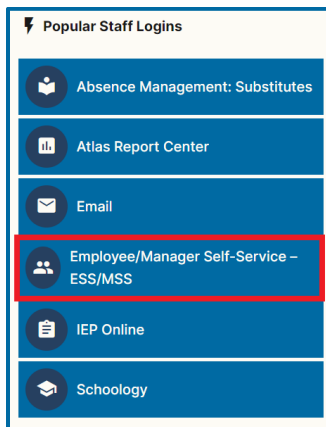 Popular Staff Logins
Absence Management: Substitutes
Atlas Report Center
Email
Employee/Manager Self-Service –
ESS/MSS
IEP Online
Schoology